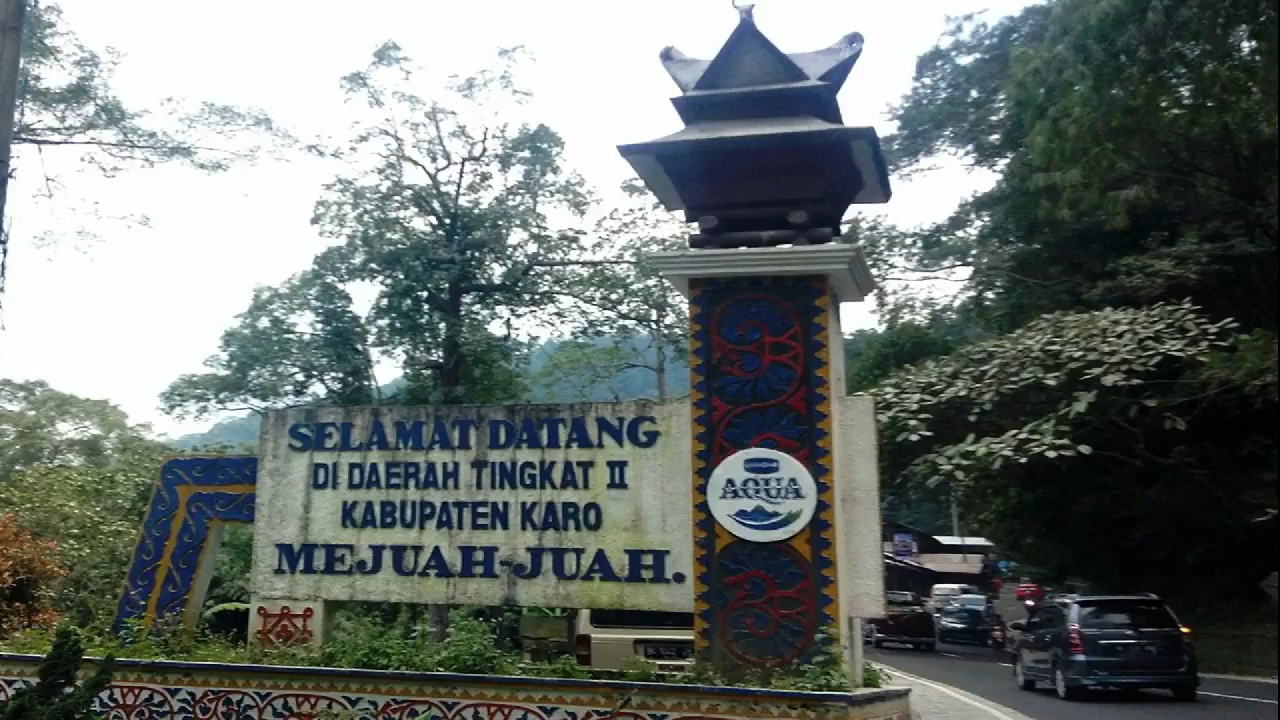 SELAMAT DATANG
DI DAERAH TINGKAT II
KABUPATEN KARO
MEJUAH-JUAH.
AQUA